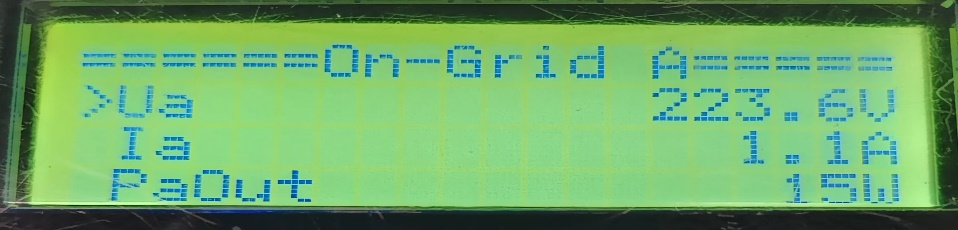 ======On-Grid A=====
>Ua 223.6V
Ia 1.1A
PaOut 15W